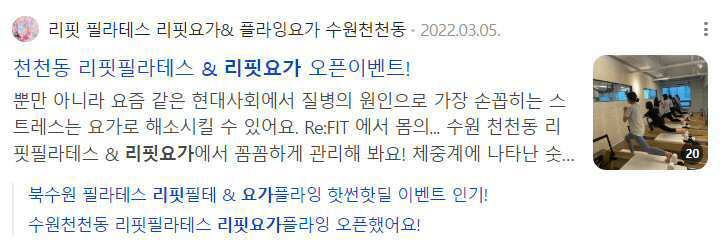 리핏 필라테스 리핏요가& 플라잉요가 수원천천동 · 2022.03.05.
천천동 리핏필라테스 & 리핏요가 오픈이벤트!
뿐만 아니라 요즘 같은 현대사회에서 질병의 원인으로 가장 손꼽히는 스
트레스는 요가로 해소시킬 수 있어요. Re:FIT 에서 몸의... 수원 천천동 리
핏필라테스 & 리핏요가에서 꼼꼼하게 관리해 봐요! 체중계에 나타난 숫...
20
북수원 필라테스 리핏필테 & 요가플라잉 핫썬핫딜 이벤트 인기!
수원천천동 리핏필라테스 리핏요가플라잉 오픈했어요!